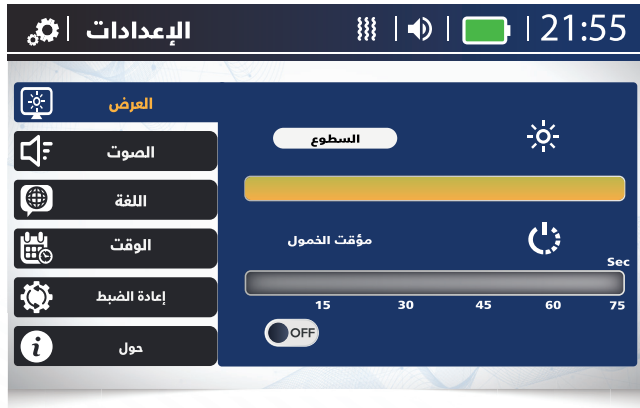 الإعدادات
21:55
العرض
الصوت
اللغة
الوقت
إعادة الضبط
حول
السطوع
مؤقت الخمول
Sec
15 30 45 60 75
OFF